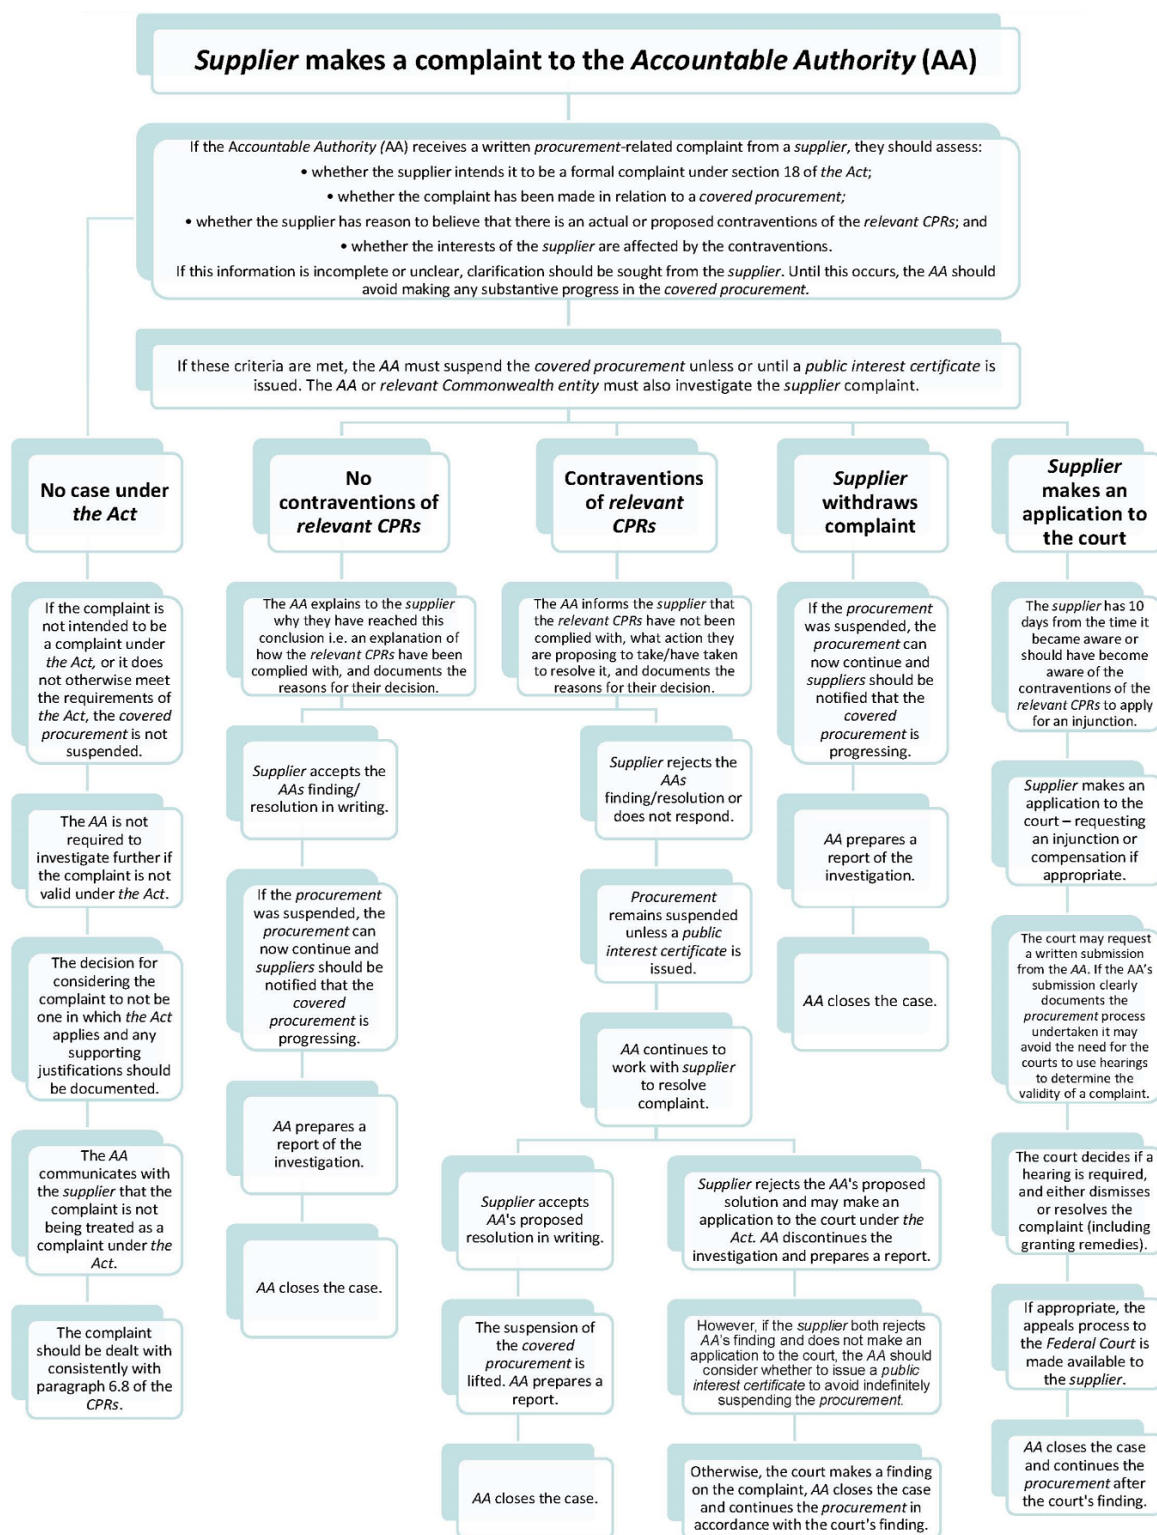 Supplier makes a complaint to the Accountable Authority (AA)
If the Accountable Authority (AA) receives a written procurement-related complaint from a supplier, they should assess:
• whether the supplier intends it to be a formal complaint under section 18 of the Act;
• whether the complaint has been made in relation to a covered procurement;
• whether the supplier has reason to believe that there is an actual or proposed contraventions of the relevant CPRs; and
• whether the interests of the supplier are affected by the contraventions.
If this information is incomplete or unclear, clarification should be sought from the supplier. Until this occurs, the AA should
avoid making any substantive progress in the covered procurement.
If these criteria are met, the AA must suspend the covered procurement unless or until a public interest certificate is
issued. The AA or relevant Commonwealth entity must also investigate the supplier complaint.
No case under
the Act
If the complaint is
not intended to be
a complaint under
the Act, or it does
not otherwise meet
the requirements of
the Act, the covered
procurement is not
suspended.
The AA is not
required to
investigate further if
the complaint is not
valid under the Act.
The decision for
considering the
complaint to not be
one in which the Act
applies and any
supporting
justifications should
be documented.
The AA
communicates with
the supplier that the
complaint is not
being treated as a
complaint under the
Act.
The complaint
should be dealt with
consistently with
paragraph 6.8 of the
CPRs.
No
contraventions of
relevant CPRs
The AA explains to the supplier
why they have reached this
conclusion i.e. an explanation of
how the relevant CPRs have been
complied with, and documents the
reasons for their decision.
Contraventions
of relevant
CPRs
The AA informs the supplier that
the relevant CPRs have not been
complied with, what action they
are proposing to take/have taken
to resolve it, and documents the
reasons for their decision.
Supplier accepts the
AAs finding/
resolution in writing.
If the procurement
was suspended, the
procurement can
now continue and
suppliers should be
notified that the
covered
procurement is
progressing.
AA prepares a
report of the
investigation.
AA closes the case.
Supplier rejects the
AAs
finding/resolution or
does not respond.
Procurement
remains suspended
unless a public
interest certificate is
issued.
AA continues to
work with supplier
to resolve
complaint.
Supplier accepts
AA's proposed
resolution in writing.
The suspension of
the covered
procurement is
lifted. AA prepares a
report.
AA closes the case.
Supplier rejects the AA's proposed
solution and may make an
application to the court under the
Act. AA discontinues the
investigation and prepares a report.
However, if the supplier both rejects
AA's finding and does not make an
application to the court, the AA should
consider whether to issue a public
interest certificate to avoid indefinitely
suspending the procurement.
Otherwise, the court makes a finding
on the complaint, AA closes the case
and continues the procurement in
accordance with the court's finding.
Supplier
withdraws
complaint
If the procurement
was suspended, the
procurement can
now continue and
suppliers should be
notified that the
covered
procurement is
progressing.
AA prepares a
report of the
investigation.
AA closes the case.
Supplier
makes an
application to
the court
The supplier has 10
days from the time it
became aware or
should have become
aware of the
contraventions of the
relevant CPRs to apply
for an injunction.
Supplier makes an
application to the
court – requesting
an injunction or
compensation if
appropriate.
The court may request
a written submission
from the AA. If the AA's
submission clearly
documents the
procurement process
undertaken it may
avoid the need for the
courts to use hearings
to determine the
validity of a complaint.
The court decides if a
hearing is required,
and either dismisses
or resolves the
complaint (including
granting remedies).
If appropriate, the
appeals process to
the Federal Court is
made available to
the supplier.
AA closes the case
and continues the
procurement after
the court's finding.